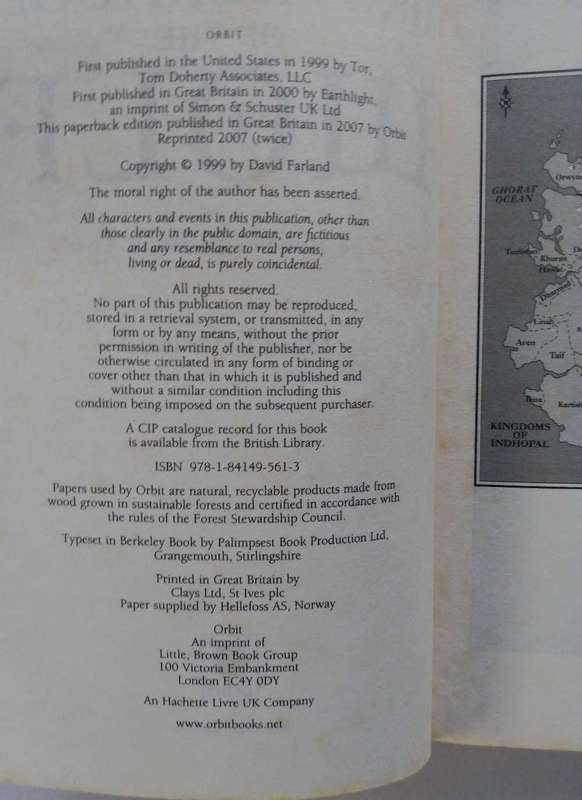 ORBIT
First published in the United States in 1999 by Tor,
Tom Doherty Associates, LLC
First published in Great Britain in 2000 by Earthlight,
an imprint of Simon & Schuster UK Ltd
This paperback edition published in Great Britain in 2007 by Orbit
Reprinted 2007 (twice)
Copyright © 1999 by David Farland
The moral right of the author has been asserted.
All characters and events in this publication, other than
those clearly in the public domain, are fictitious
and any resemblance to real persons,
living or dead, is purely coincidental.
All rights reserved.
No part of this publication may be reproduced,
stored in a retrieval system, or transmitted, in any
form or by any means, without the prior
permission in writing of the publisher, nor be
otherwise circulated in any form of binding or
cover other than that in which it is published and
without a similar condition including this
condition being imposed on the subsequent purchaser.
A CIP catalogue record for this book
is available from the British Library.
ISBN 978-1-84149-561-3
Papers used by Orbit are natural, recyclable products made from
wood grown in sustainable forests and certified in accordance with
the rules of the Forest Stewardship Council.
Typeset in Berkeley Book by Palimpsest Book Production Ltd,
Grangemouth, Stirlingshire
Printed in Great Britain by
Clays Ltd, St Ives plc
Paper supplied by Hellefoss AS, Norway
Orbit
An imprint of
Little, Brown Book Group
100 Victoria Embankment
London EC4Y 0DY
An Hachette Livre UK Company
www.orbitbooks.net
GHORAT
OCEAN
Khuram
Dharmad
Aven
Taif
KINGDOMS
OF
INDHOPAL